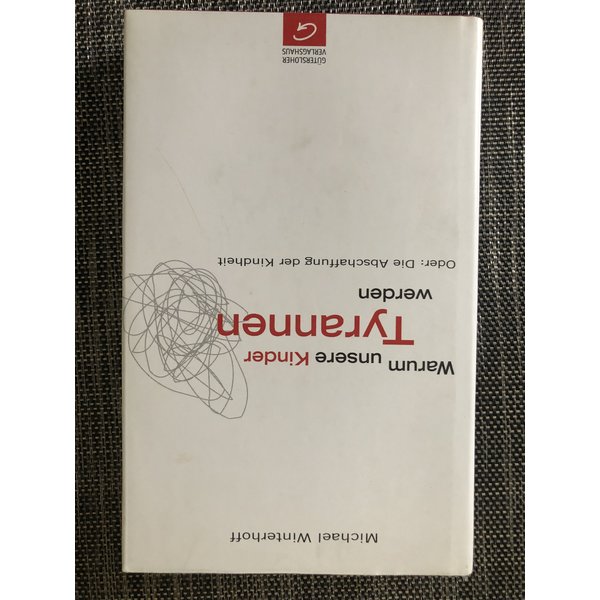 Michael Winterhoff
Warum unsere Kinder
Tyrannen
werden
Oder: Die Abschaffung der Kindheit
GÜTERSLOHER
VERLAGSHAUS